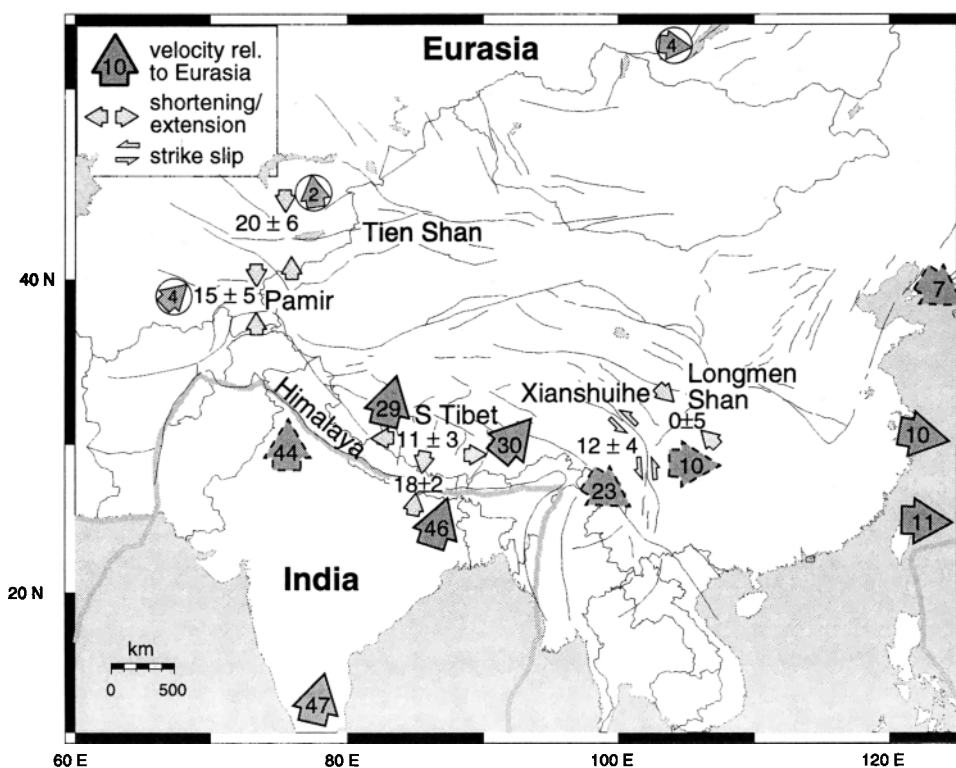 Eurasia
4
10
velocity rel.
to Eurasia
shortening/
extension
strike slip
2
20 ± 6
Tien Shan
40 N
4
15 ± 5
Pamir
7
Himalaya
29
S Tibet
11 ± 3
30
Xianshuihe
Longmen
Shan
0±5
10
44
12 ± 4
10
18±2
23
46
11
India
20 N
km
0
500
47
60 E
80 E
100 E
120 E